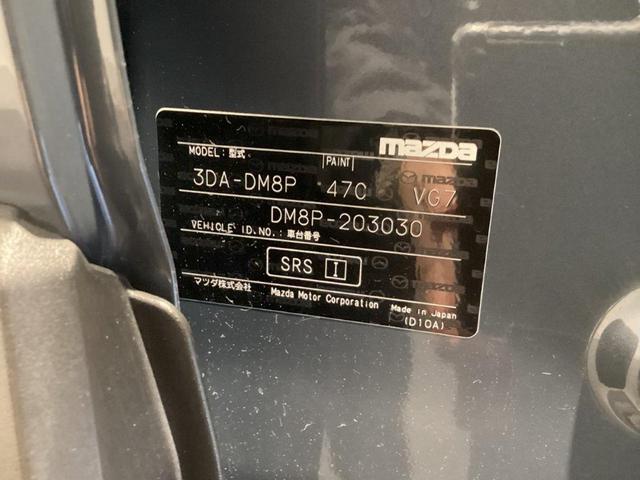 mazda
MODEL：型式 PAINT
3DA-DM8P 47C VG7
DM8P-203030
VEHICLE ID.NO.：車台番号
SRS I
マツダ株式会社 Mazda Motor Corporation Made in Japan
(D10A)